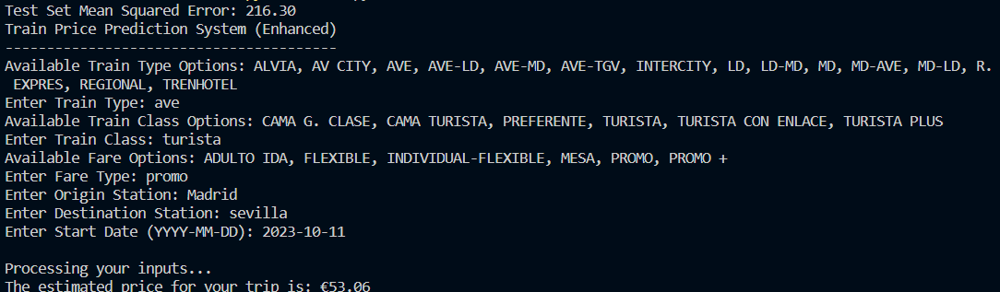 Test Set Mean Squared Error: 216.30
Train Price Prediction System (Enhanced)
----------------------------------------
Available Train Type Options: ALVIA, AV CITY, AVE, AVE-LD, AVE-MD, AVE-TGV, INTERCITY, LD, LD-MD, MD, MD-AVE, MD-LD, R.
EXPRES, REGIONAL, TRENHOTEL
Enter Train Type: ave
Available Train Class Options: CAMA G. CLASE, CAMA TURISTA, PREFERENTE, TURISTA, TURISTA CON ENLACE, TURISTA PLUS
Enter Train Class: turista
Available Fare Options: ADULTO IDA, FLEXIBLE, INDIVIDUAL-FLEXIBLE, MESA, PROMO, PROMO +
Enter Fare Type: promo
Enter Origin Station: Madrid
Enter Destination Station: sevilla
Enter Start Date (YYYY-MM-DD): 2023-10-11
Processing your inputs...
The estimated price for your trip is: €53.06